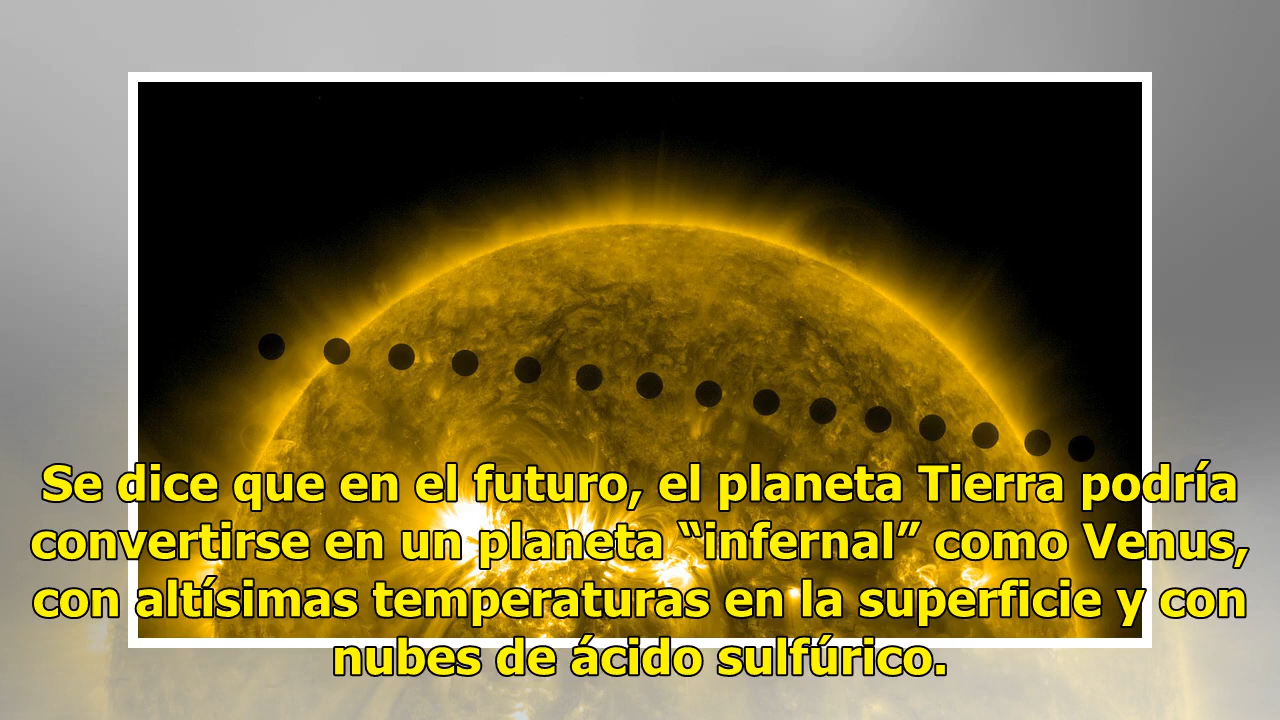 Se dice que en el futuro, el planeta Tierra podría
convertirse en un planeta “infernal” como Venus,
con altísimas temperaturas en la superficie y con
nubes de ácido sulfúrico.